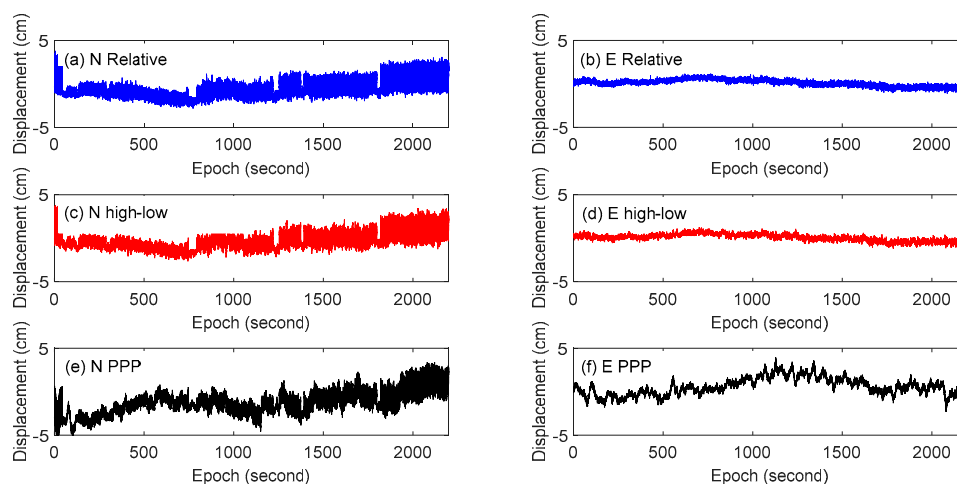 Displacement (cm)
5
-5
(a) N Relative
0 500 1000 1500 2000
Epoch (second)
Displacement (cm)
5
-5
(b) E Relative
0 500 1000 1500 2000
Epoch (second)
Displacement (cm)
5
-5
(c) N high-low
0 500 1000 1500 2000
Epoch (second)
Displacement (cm)
5
-5
(d) E high-low
0 500 1000 1500 2000
Epoch (second)
Displacement (cm)
5
-5
(e) N PPP
0 500 1000 1500 2000
Epoch (second)
Displacement (cm)
5
-5
(f) E PPP
0 500 1000 1500 2000
Epoch (second)